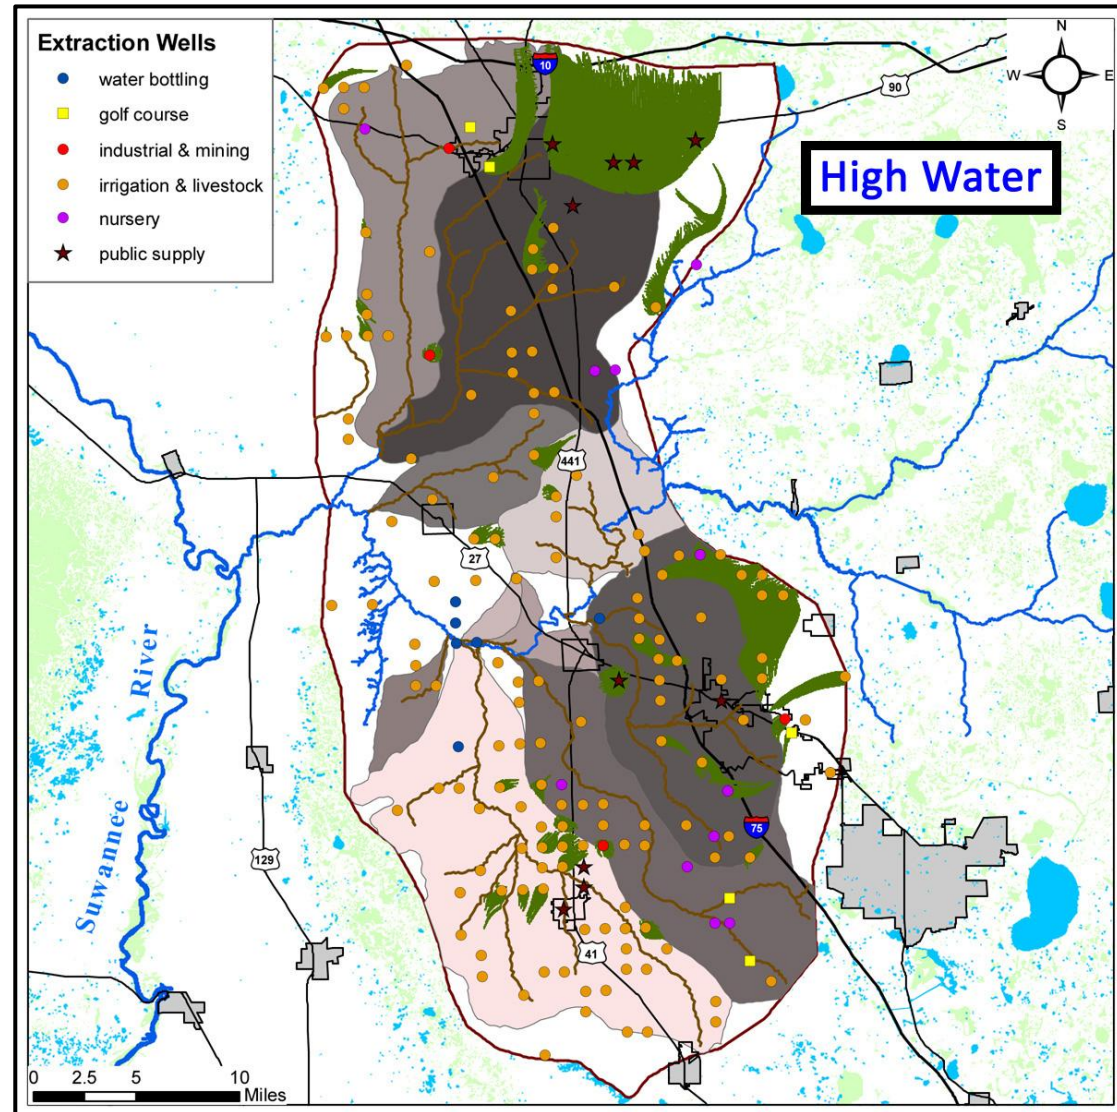 Extraction Wells
water bottling
golf course
industrial & mining
irrigation & livestock
nursery
public supply
10
90
N
W E
S
High Water
441
27
River
Suwannee
129
75
41
0 2.5 5 10
Miles